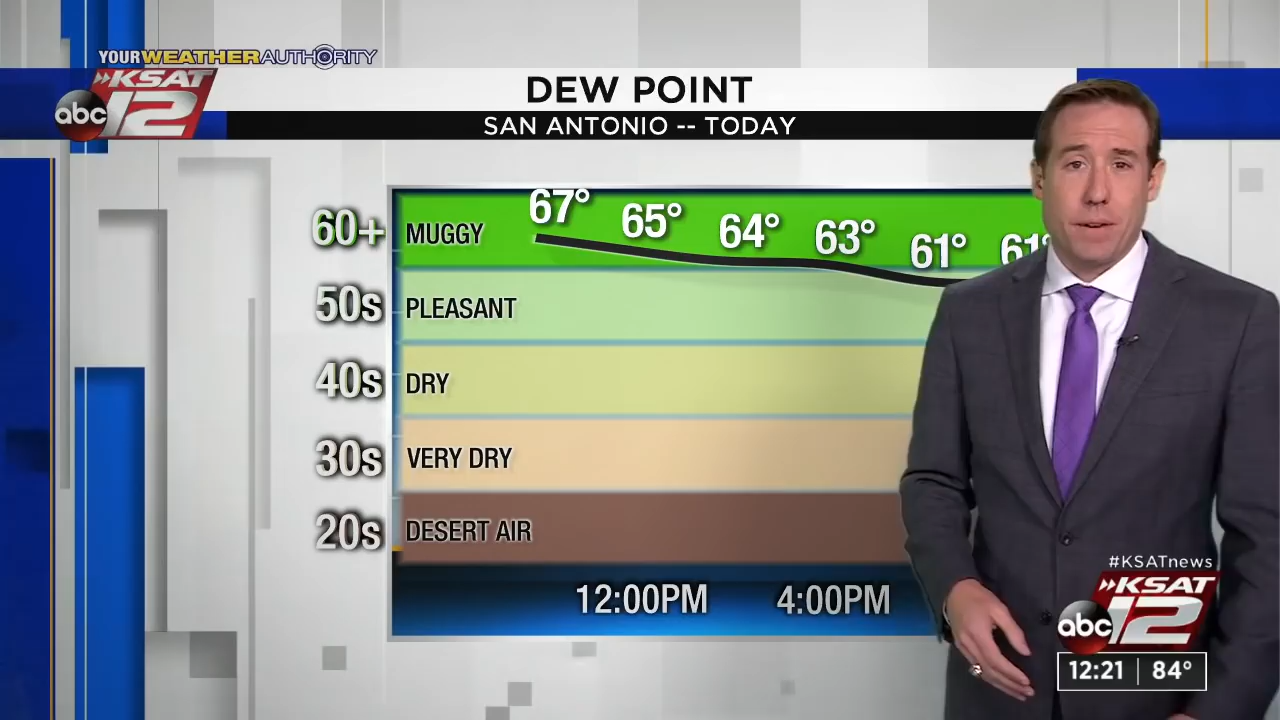 YOURWEATHERAUTHORITY
KSAT
abc 12
DEW POINT
SAN ANTONIO -- TODAY
67° 65° 64° 63° 61° 61°
60+ MUGGY
50s PLEASANT
40s DRY
30s VERY DRY
20s DESERT AIR
12:00PM 4:00PM
#KSATnews
KSAT
abc 12
12:21 84°